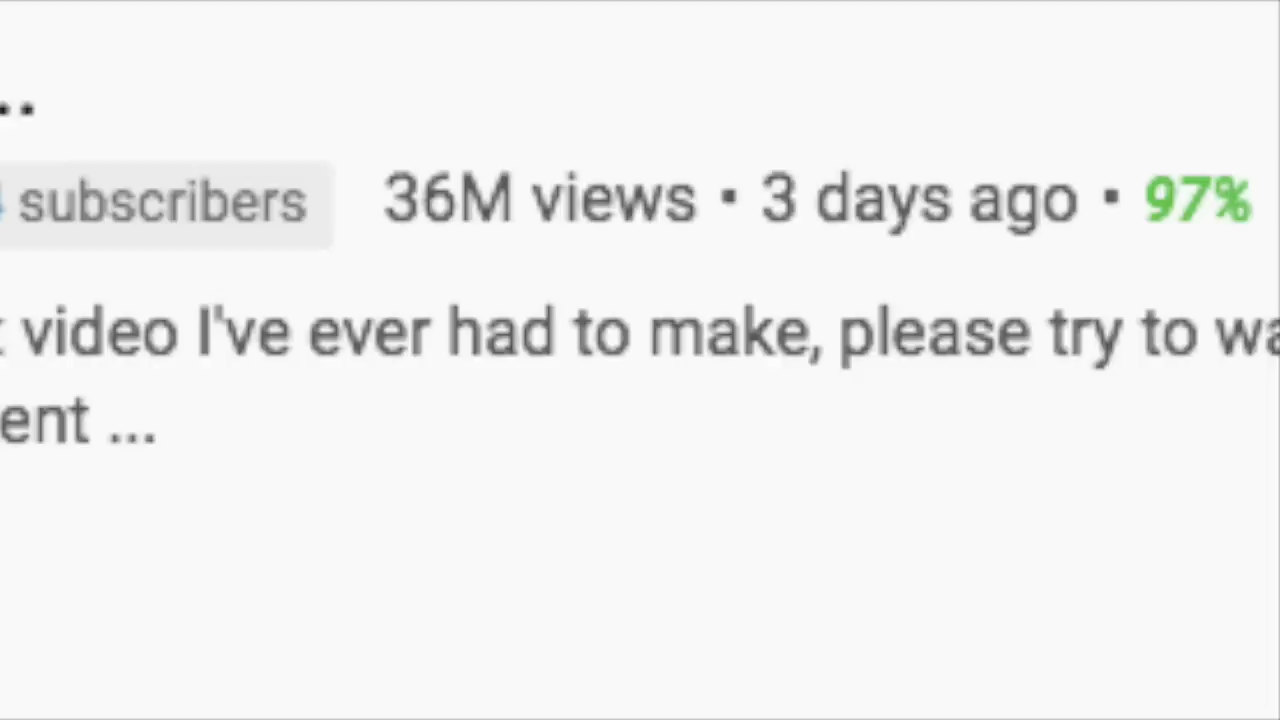 ..
subscribers 36M views • 3 days ago • 97%
video I've ever had to make, please try to wa
ent ...